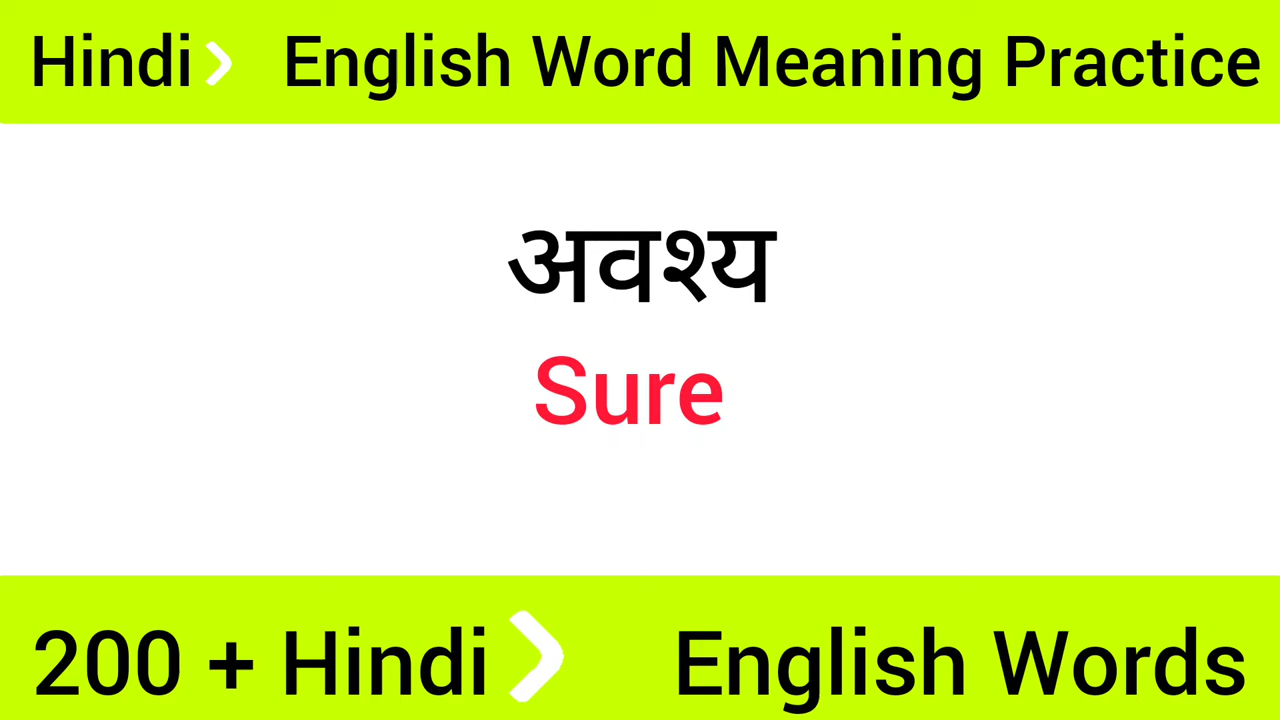 Hindi > English Word Meaning Practice
अवश्य
Sure
200 + Hindi > English Words